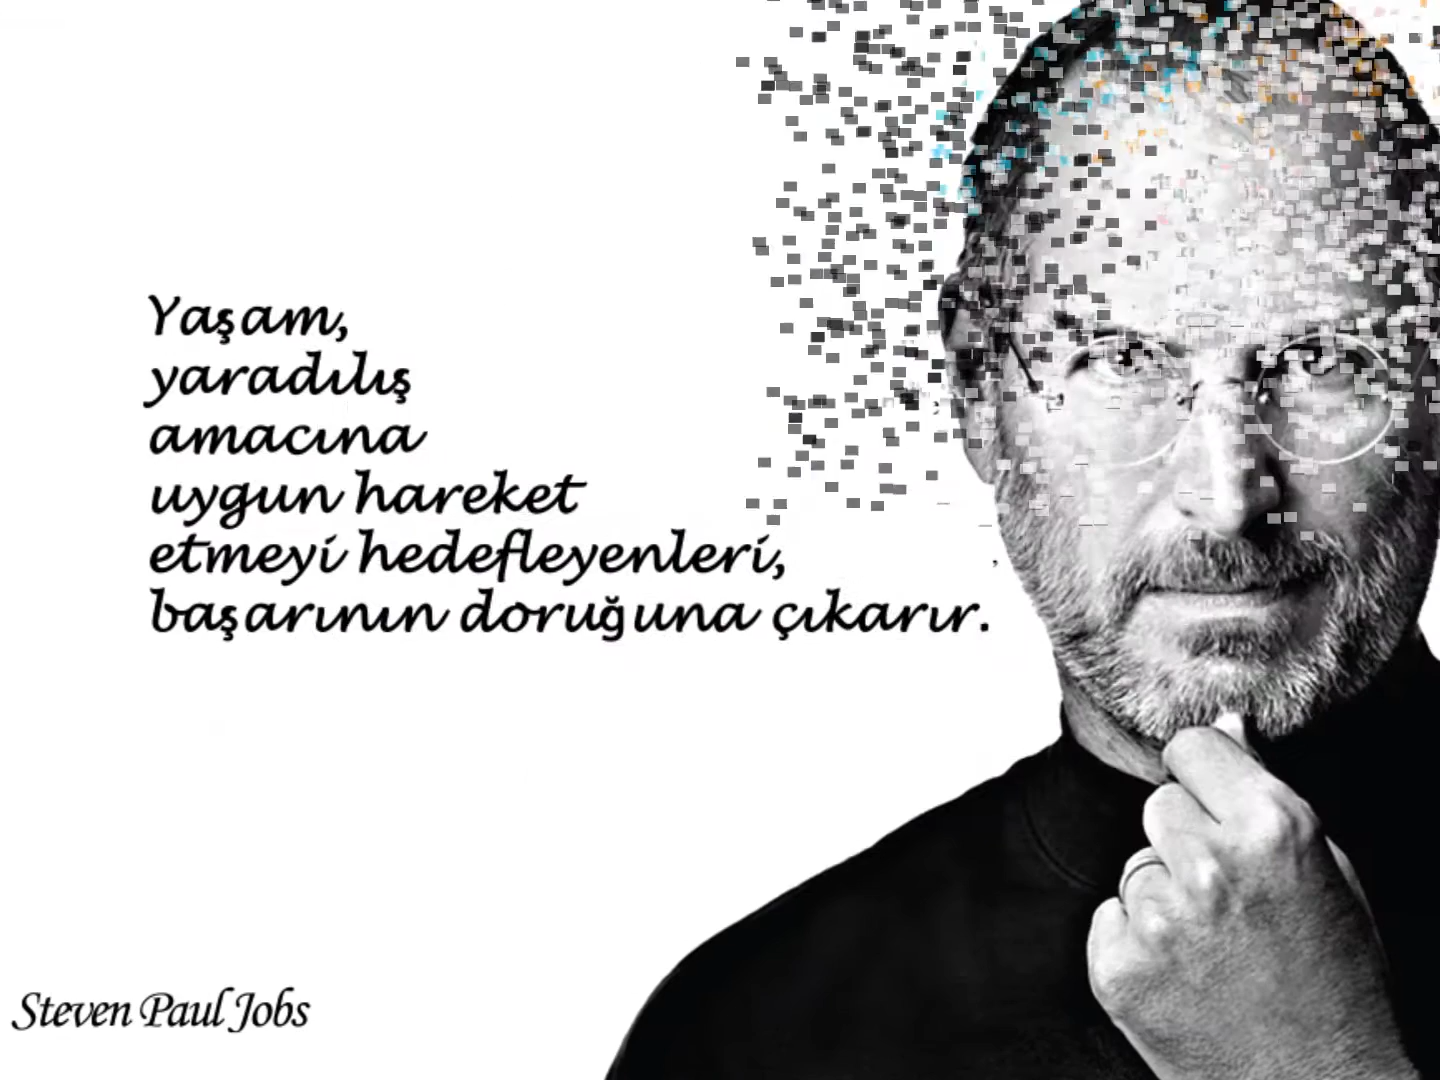 Yaşam,
yaradılış
amacına
uygun hareket
etmeyi hedefleyenleri,
başarının doruğuna çıkarır.
Steven Paul Jobs